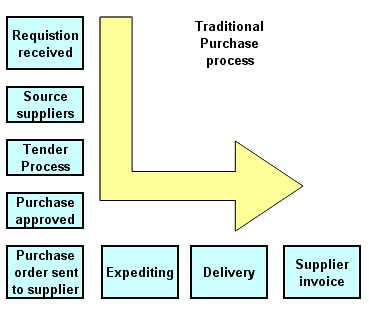 Requistion
received
Traditional
Purchase
process
Source
suppliers
Tender
Process
Purchase
approved
Purchase
order sent
to supplier
Expediting
Delivery
Supplier
invoice